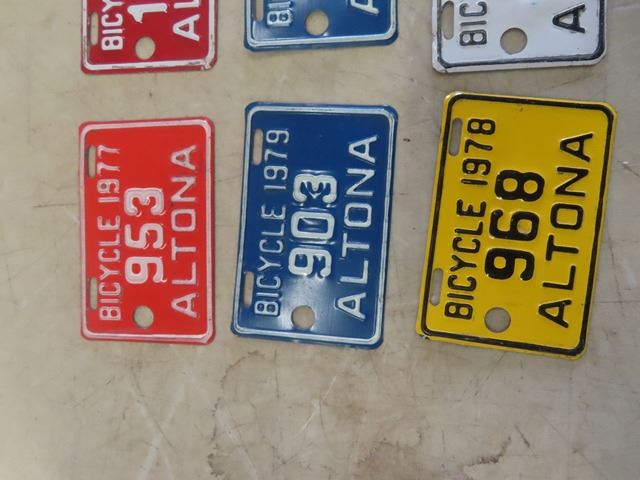 BICYCLE 1977
953
ALTONA
BICYCLE 1979
903
ALTONA
BICYCLE 1978
968
ALTONA